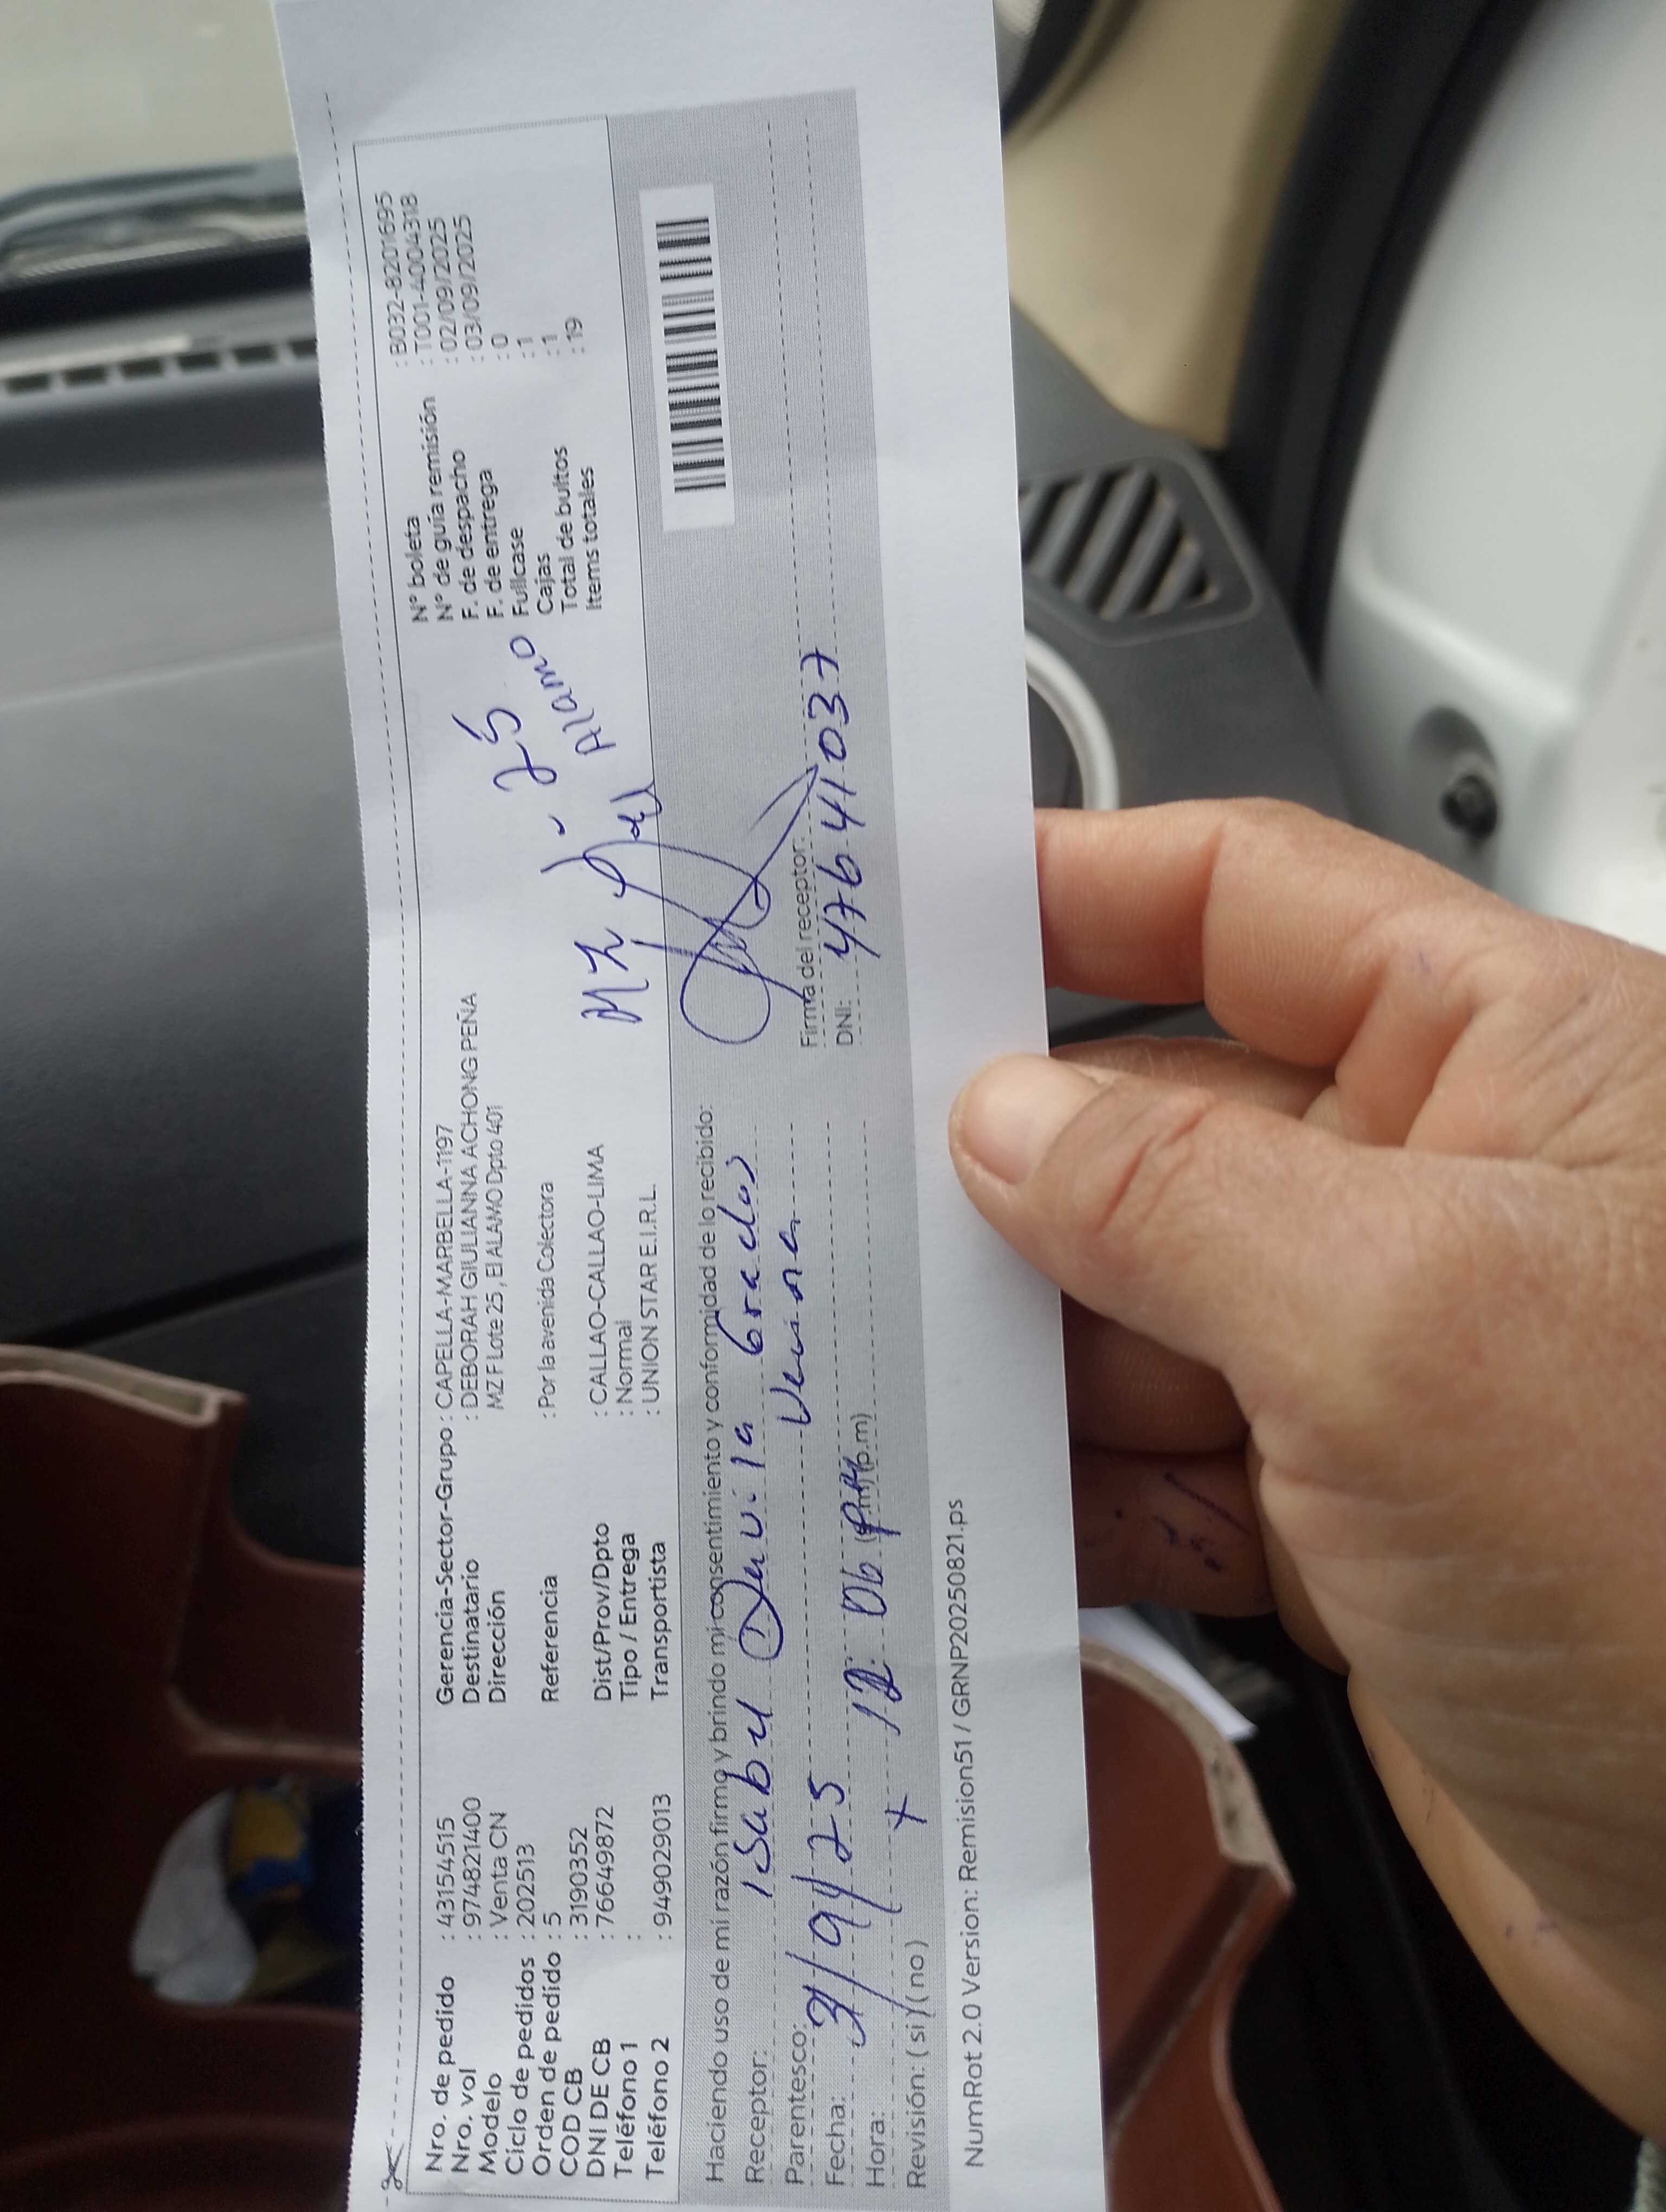 Nro. de pedido : 43154515
Nro. vol : 974821400
Modelo : Venta CN
Ciclo de pedidos : 202513
Orden de pedido : 5
COD CB : 3190352
DNI DE CB : 76649872
Teléfono 1 :
Teléfono 2 : 949029013
Gerencia-Sector-Grupo : CAPELLA-MARBELLA-1197
Destinatario : DEBORAH GIULIANNA ACHONG PEÑA
Dirección MZ F Lote 25 , El ALAMO Dpto 401
Referencia : Por la avenida Colectora
Dist/Prov/Dpto : CALLAO-CALLAO-LIMA
Tipo / Entrega : Normal
Transportista : UNION STAR E.I.R.L.
N° boleta : B032-8201695
N° de guía remisión : T001-4004318
F. de despacho : 02/09/2025
F. de entrega : 03/09/2025
Fullcase : 0
Cajas : 1
Total de bultos : 1
Items totales : 19
Mz 25
Alamo
Haciendo uso de mi razón firmo y brindo mi consentimiento y conformidad de lo recibido:
Receptor: Isabel Davila
Parentesco: Vecina
Fecha: 3/9/25
Hora: 12:06 pm (p.m)
Revisión: ( si ) ( no )
Firma del receptor:
DNI: 47641037
NumRot 2.0 Version: Remision51 / GRNP20250821.ps